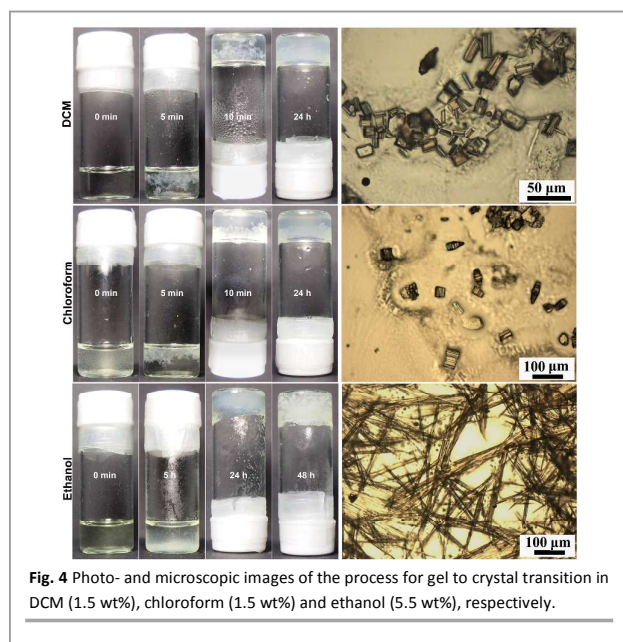 DCM
0 min
5 min
10 min
24 h
50 µm
Chloroform
0 min
5 min
10 min
24 h
100 µm
Ethanol
0 min
5 h
24 h
48 h
100 µm
Fig. 4 Photo- and microscopic images of the process for gel to crystal transition in
DCM (1.5 wt%), chloroform (1.5 wt%) and ethanol (5.5 wt%), respectively.